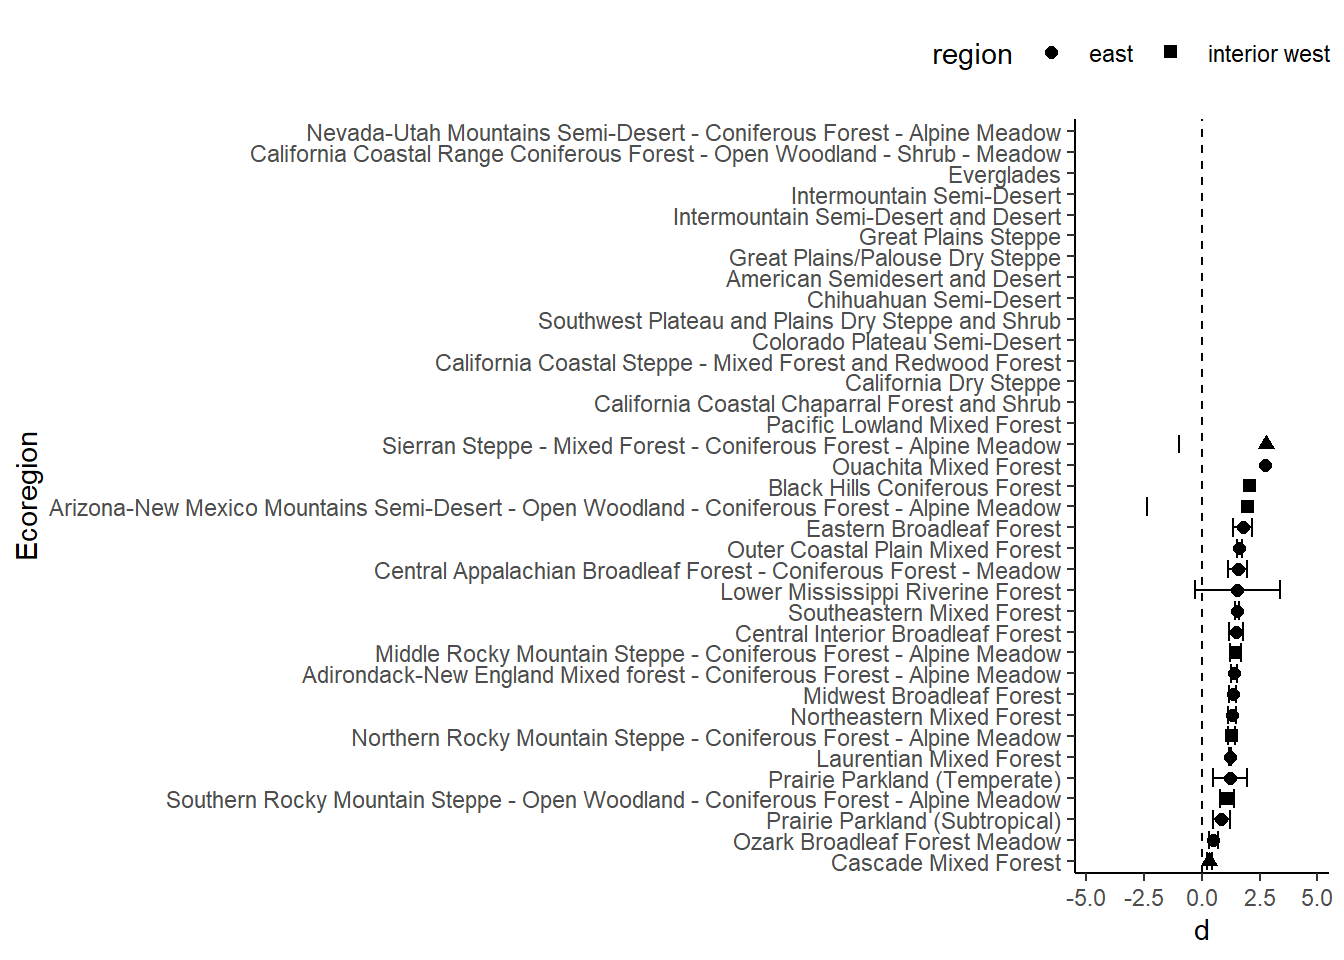 region east interior west
Nevada-Utah Mountains Semi-Desert - Coniferous Forest - Alpine Meadow
California Coastal Range Coniferous Forest - Open Woodland - Shrub - Meadow
Everglades
Intermountain Semi-Desert
Intermountain Semi-Desert and Desert
Great Plains Steppe
Great Plains/Palouse Dry Steppe
American Semidesert and Desert
Chihuahuan Semi-Desert
Southwest Plateau and Plains Dry Steppe and Shrub
Colorado Plateau Semi-Desert
California Coastal Steppe - Mixed Forest and Redwood Forest
California Dry Steppe
California Coastal Chaparral Forest and Shrub
Pacific Lowland Mixed Forest
Sierran Steppe - Mixed Forest - Coniferous Forest - Alpine Meadow
Ouachita Mixed Forest
Black Hills Coniferous Forest
Arizona-New Mexico Mountains Semi-Desert - Open Woodland - Coniferous Forest - Alpine Meadow
Eastern Broadleaf Forest
Outer Coastal Plain Mixed Forest
Central Appalachian Broadleaf Forest - Coniferous Forest - Meadow
Lower Mississippi Riverine Forest
Southeastern Mixed Forest
Central Interior Broadleaf Forest
Middle Rocky Mountain Steppe - Coniferous Forest - Alpine Meadow
Adirondack-New England Mixed forest - Coniferous Forest - Alpine Meadow
Midwest Broadleaf Forest
Northeastern Mixed Forest
Northern Rocky Mountain Steppe - Coniferous Forest - Alpine Meadow
Laurentian Mixed Forest
Prairie Parkland (Temperate)
Southern Rocky Mountain Steppe - Open Woodland - Coniferous Forest - Alpine Meadow
Prairie Parkland (Subtropical)
Ozark Broadleaf Forest Meadow
Cascade Mixed Forest
Ecoregion
-5.0 -2.5 0.0 2.5 5.0
d